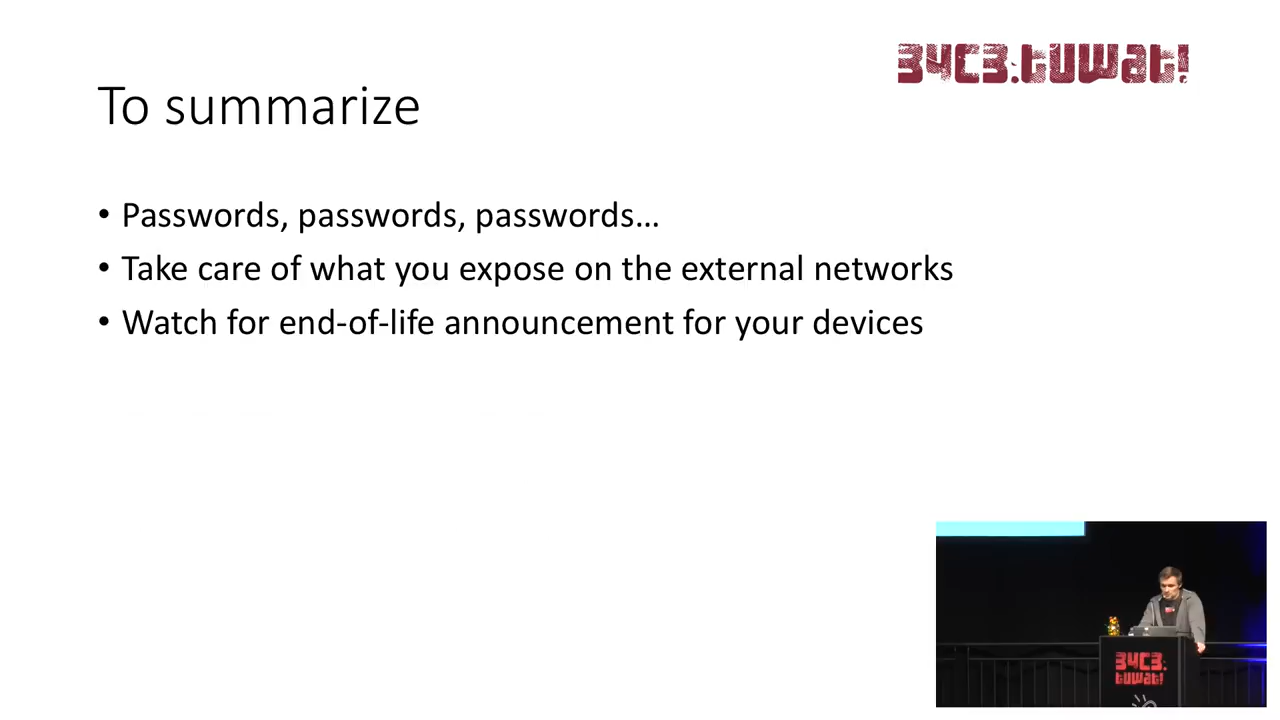 34C3.tuwat!
To summarize
• Passwords, passwords, passwords…
• Take care of what you expose on the external networks
• Watch for end-of-life announcement for your devices
34C3.
tuwat!